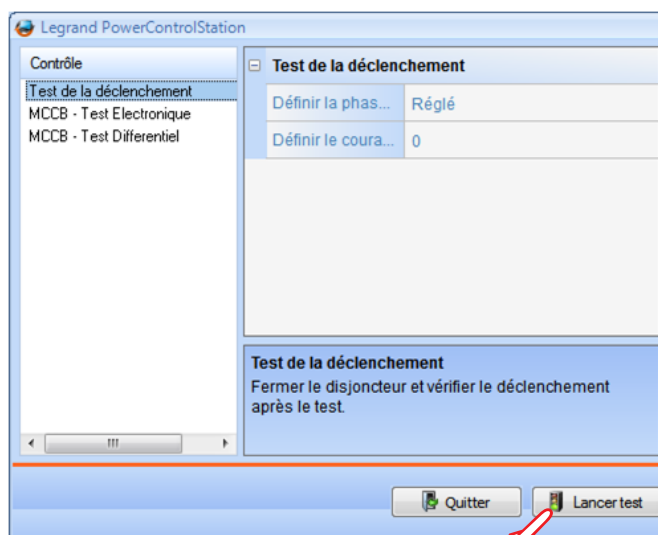 Legrand PowerControlStation
Contrôle
Test de la déclenchement
MCCB - Test Electronique
MCCB - Test Differentiel
Test de la déclenchement
Définir la phas... Réglé
Définir le coura... 0
Test de la déclenchement
Fermer le disjoncteur et vérifier le déclenchement
après le test.
Quitter
Lancer test